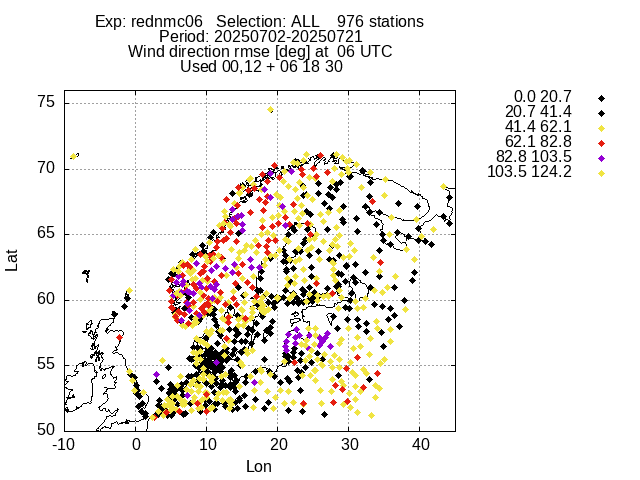 Exp: rednmc06   Selection: ALL    976 stations
Period: 20250702-20250721
Wind direction rmse [deg] at  06 UTC
Used 00,12 + 06 18 30
0.0 20.7
20.7 41.4
41.4 62.1
62.1 82.8
82.8 103.5
103.5 124.2
75
70
65
60
55
50
Lat
-10 0 10 20 30 40
Lon